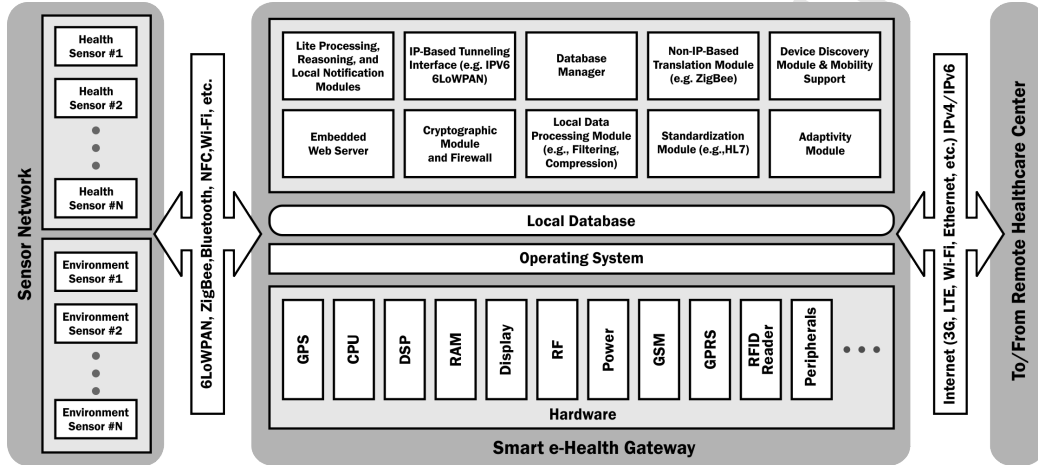 Sensor Network
Health
Sensor #1
Health
Sensor #2
Health
Sensor #N
Environment
Sensor #1
Environment
Sensor #2
Environment
Sensor #N
6LoWPAN, ZigBee,Bluetooth, NFC,Wi-Fi, etc.
Lite Processing,
Reasoning, and
Local Notification
Modules
IP-Based Tunneling
Interface (e.g. IPV6
6LoWPAN)
Database
Manager
Non-IP-Based
Translation Module
(e.g. ZigBee)
Device Discovery
Module & Mobility
Support
Embedded
Web Server
Cryptographic
Module
and Firewall
Local Data
Processing Module
(e.g., Filtering,
Compression)
Standardization
Module (e.g.,HL7)
Adaptivity
Module
Local Database
Operating System
GPS
CPU
DSP
RAM
Display
RF
Power
GSM
GPRS
RFID
Reader
Peripherals
Hardware
Smart e-Health Gateway
Internet (3G, LTE, Wi-Fi, Ethernet, etc.) IPv4/IPv6
To/From Remote Healthcare Center